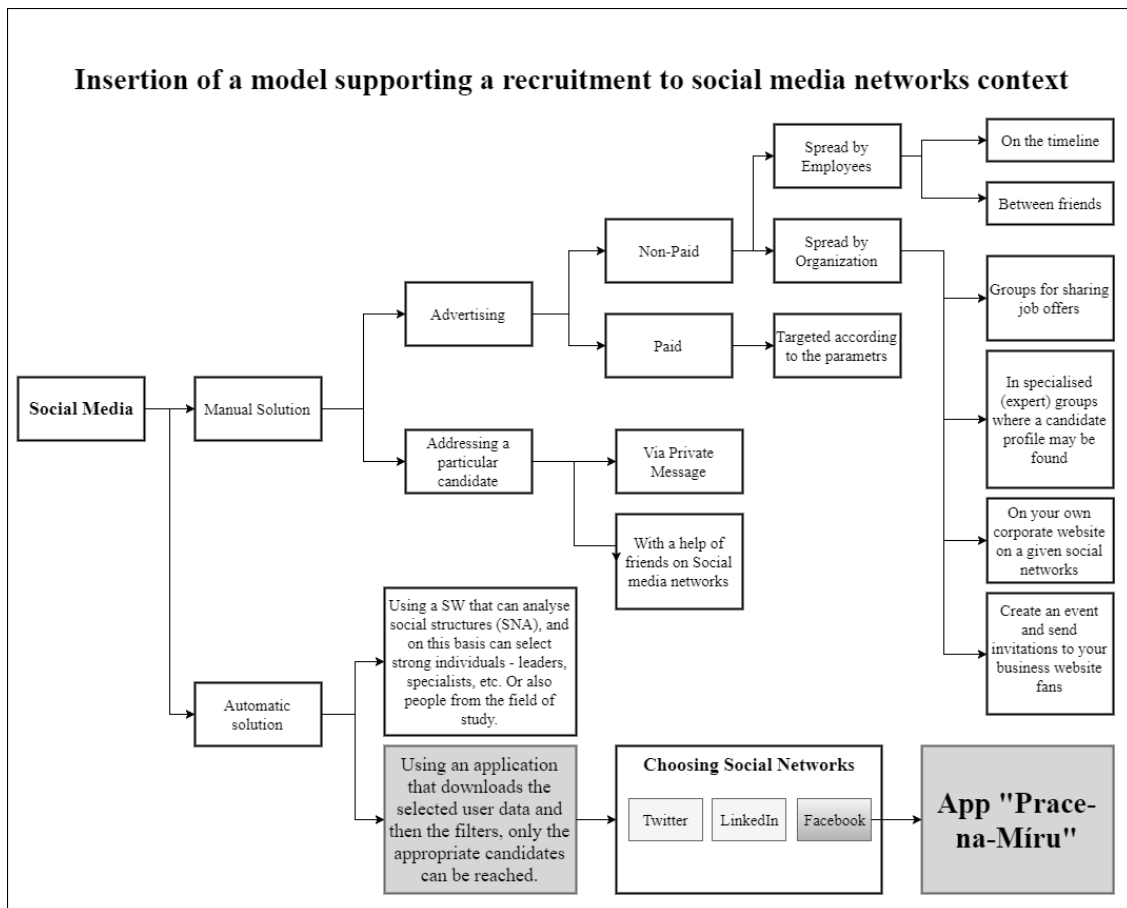 Insertion of a model supporting a recruitment to social media networks context
Social Media
Manual Solution
Advertising
Non-Paid
Spread by
Employees
On the timeline
Between friends
Spread by
Organization
Groups for sharing
job offers
In specialised
(expert) groups
where a candidate
profile may be
found
On your own
corporate website
on a given social
networks
Create an event
and send
invitations to your
business website
fans
Paid
Targeted according
to the parametrs
Addressing a
particular
candidate
Via Private
Message
With a help of
friends on Social
media networks
Automatic
solution
Using a SW that can analyse
social structures (SNA), and
on this basis can select
strong individuals - leaders,
specialists, etc. Or also
people from the field of
study.
Using an application
that downloads the
selected user data and
then the filters, only the
appropriate candidates
can be reached.
Choosing Social Networks
Twitter
LinkedIn
Facebook
App "Prace-
na-Míru"